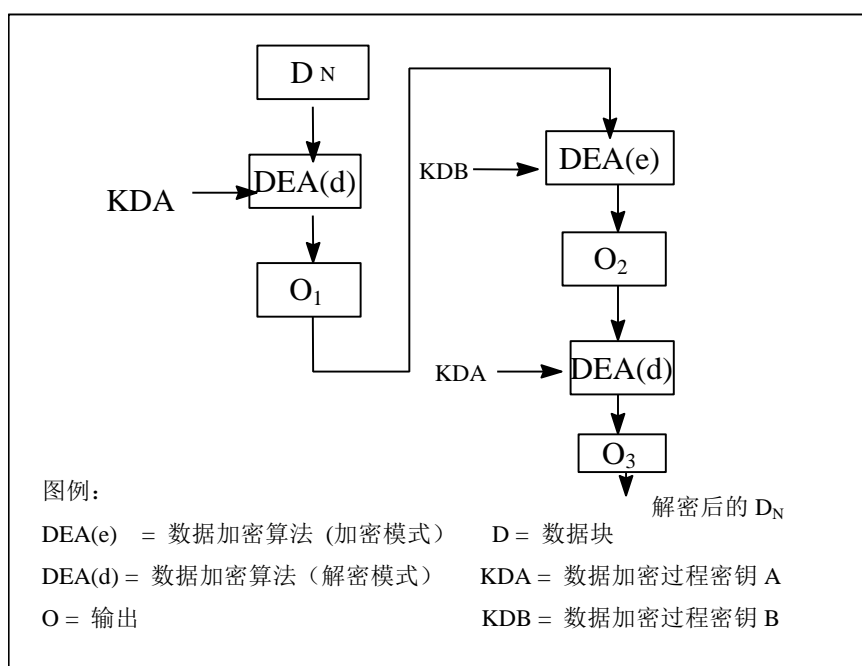 D N
DEA(d)
KDA
O₁
DEA(e)
KDB
O₂
DEA(d)
KDA
O₃
解密后的 D_N
图例：
DEA(e) = 数据加密算法 (加密模式） D = 数据块
DEA(d) = 数据加密算法（解密模式） KDA = 数据加密过程密钥 A
O = 输出 KDB = 数据加密过程密钥 B